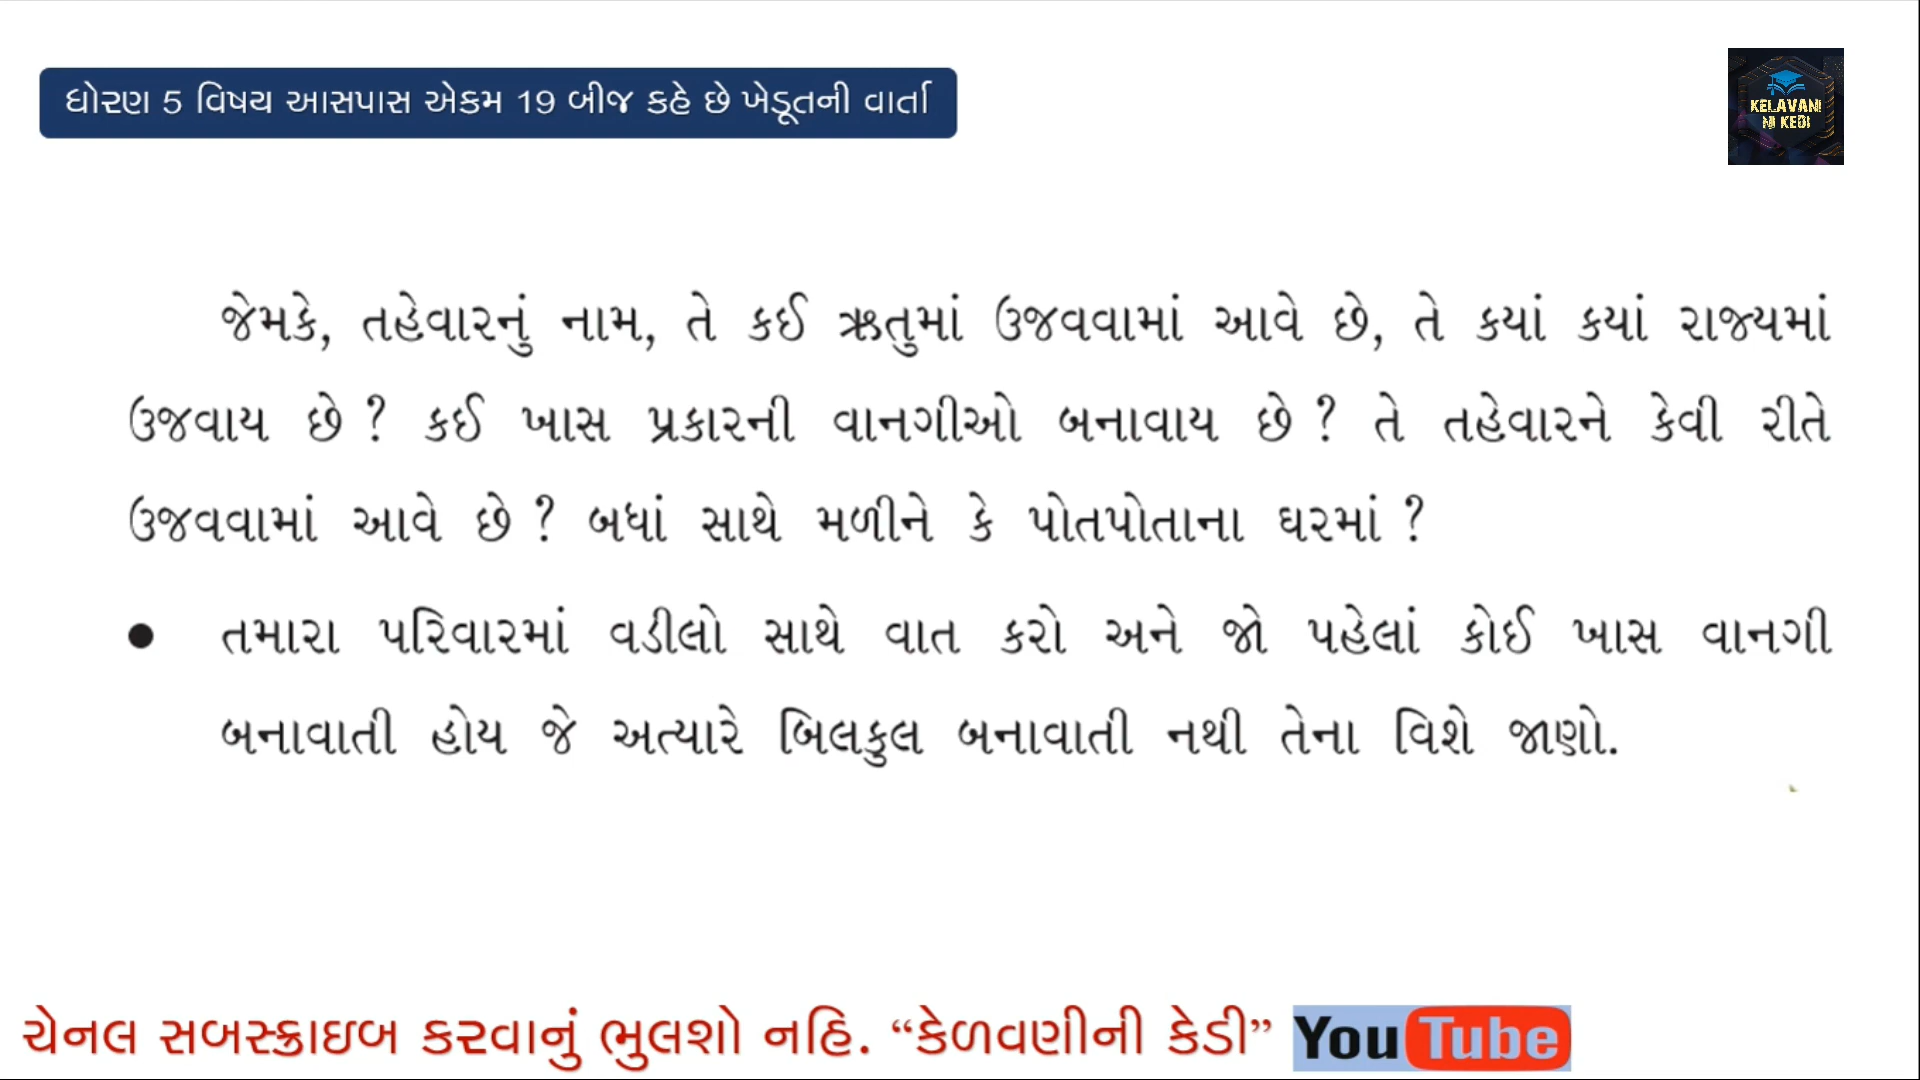 ધોરણ 5 વિષય આસપાસ એકમ 19 બીજ કહે છે ખેડૂતની વાર્તા
KELAVANI
NI KEDI
જેમકે, તહેવારનું નામ, તે કઈ ઋતુમાં ઉજવવામાં આવે છે, તે કયાં કયાં રાજ્યમાં
ઉજવાય છે ? કઈ ખાસ પ્રકારની વાનગીઓ બનાવાય છે ? તે તહેવારને કેવી રીતે
ઉજવવામાં આવે છે ? બધાં સાથે મળીને કે પોતપોતાના ઘરમાં ?
● તમારા પરિવારમાં વડીલો સાથે વાત કરો અને જો પહેલાં કોઈ ખાસ વાનગી
બનાવાતી હોય જે અત્યારે બિલકુલ બનાવાતી નથી તેના વિશે જાણો.
ચેનલ સબસ્ક્રાઇબ કરવાનું ભુલશો નહિ. “કેળવણીની કેડી” YouTube